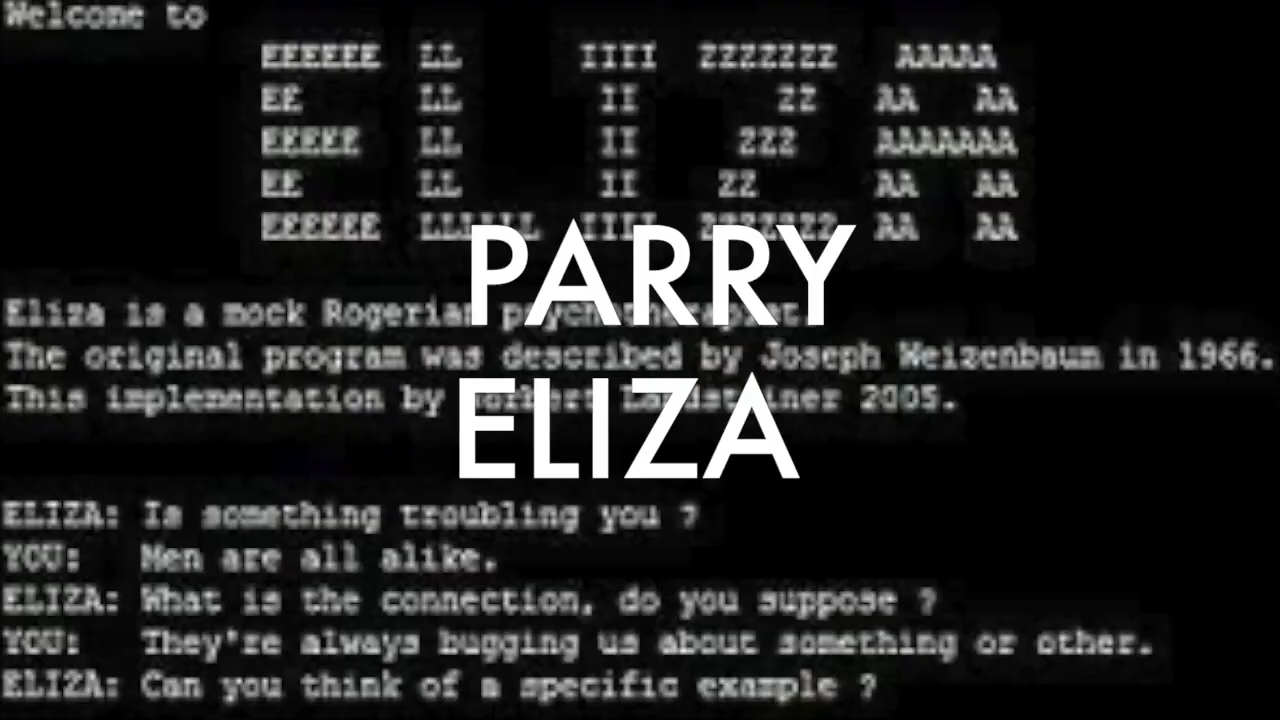 Welcome to
EEEEEE LL IIII ZZZZZZZ AAAAA
EE LL II ZZ AA AA
EEEEE LL II ZZZ AAAAAAA
EE LL II ZZ AA AA
EEEEEE LLLLLL IIII ZZZZZZZ AA AA
PARRY
Eliza is a mock Rogerian psychotherapist.
The original program was described by Joseph Weizenbaum in 1966.
This implementation by Norbert Landsteiner 2005.
ELIZA
ELIZA: Is something troubling you ?
YOU: Men are all alike.
ELIZA: What is the connection, do you suppose ?
YOU: They're always bugging us about something or other.
ELIZA: Can you think of a specific example ?